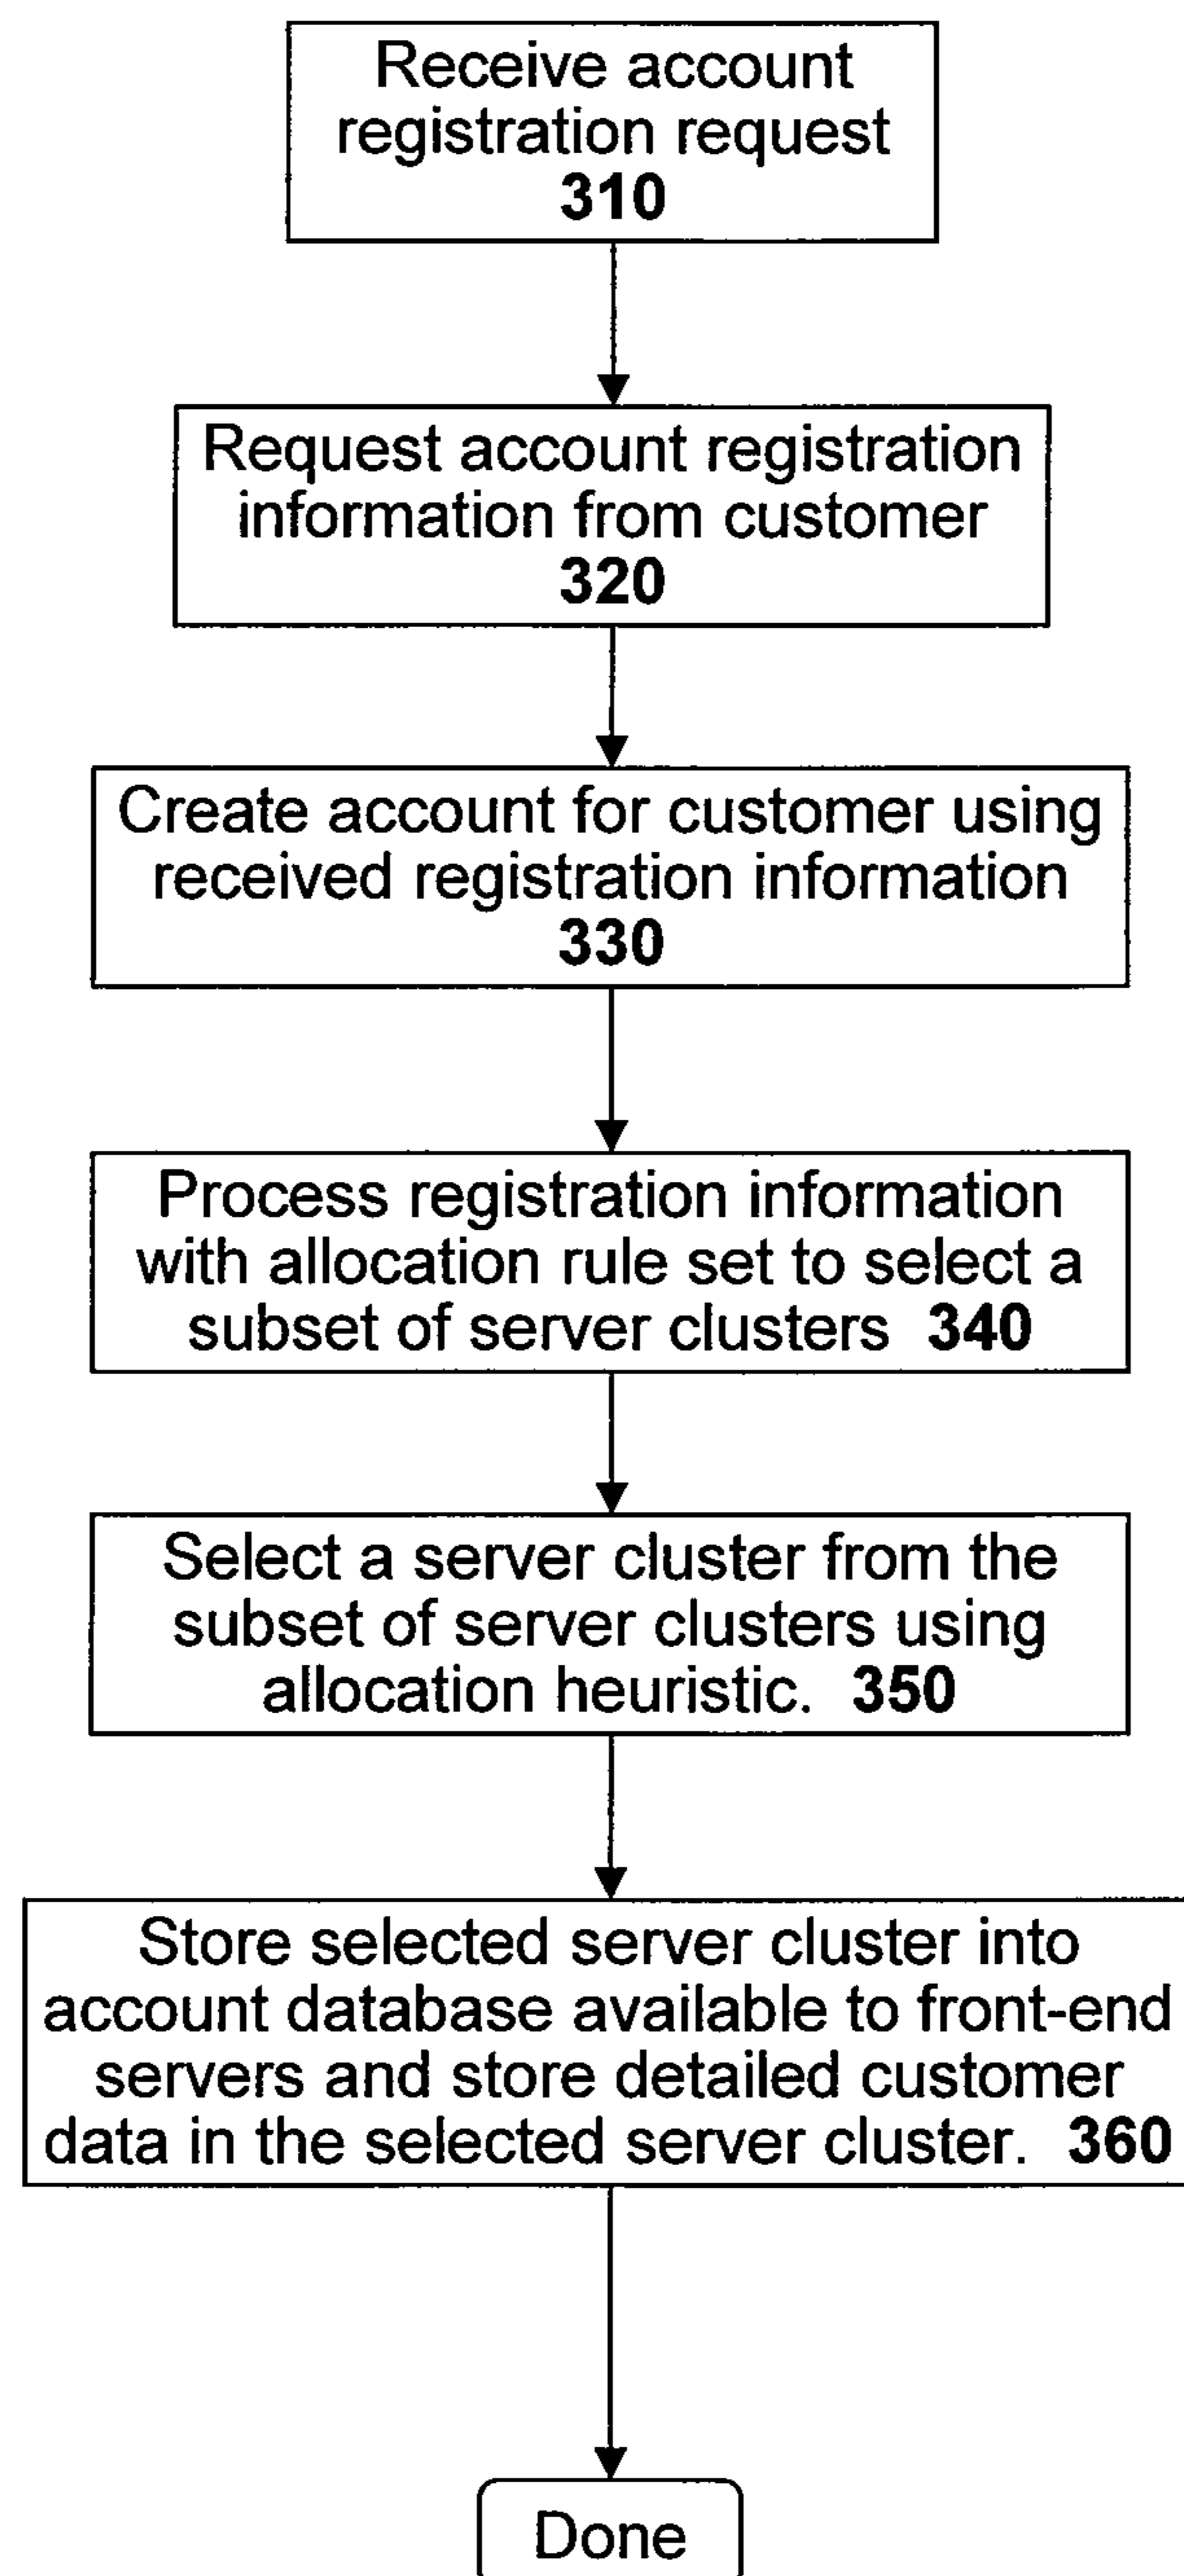 Receive account
registration request
310
Request account registration
information from customer
320
Create account for customer using
received registration information
330
Process registration information
with allocation rule set to select a
subset of server clusters 340
Select a server cluster from the
subset of server clusters using
allocation heuristic. 350
Store selected server cluster into
account database available to front-end
servers and store detailed customer
data in the selected server cluster. 360
Done